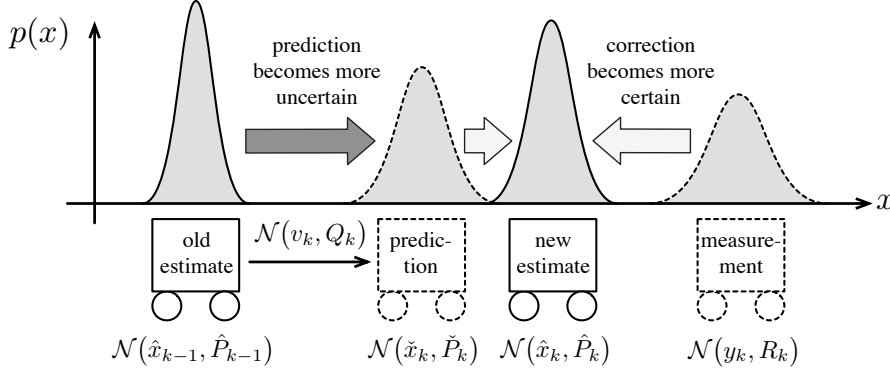 p(x)
prediction
becomes more
uncertain
correction
becomes more
certain
x
old
estimate
𝒩(v_k, Q_k)
predic-
tion
new
estimate
measure-
ment
𝒩(x̂_{k−1}, P̂_{k−1})
𝒩(x̌_k, P̌_k)
𝒩(x̂_k, P̂_k)
𝒩(y_k, R_k)